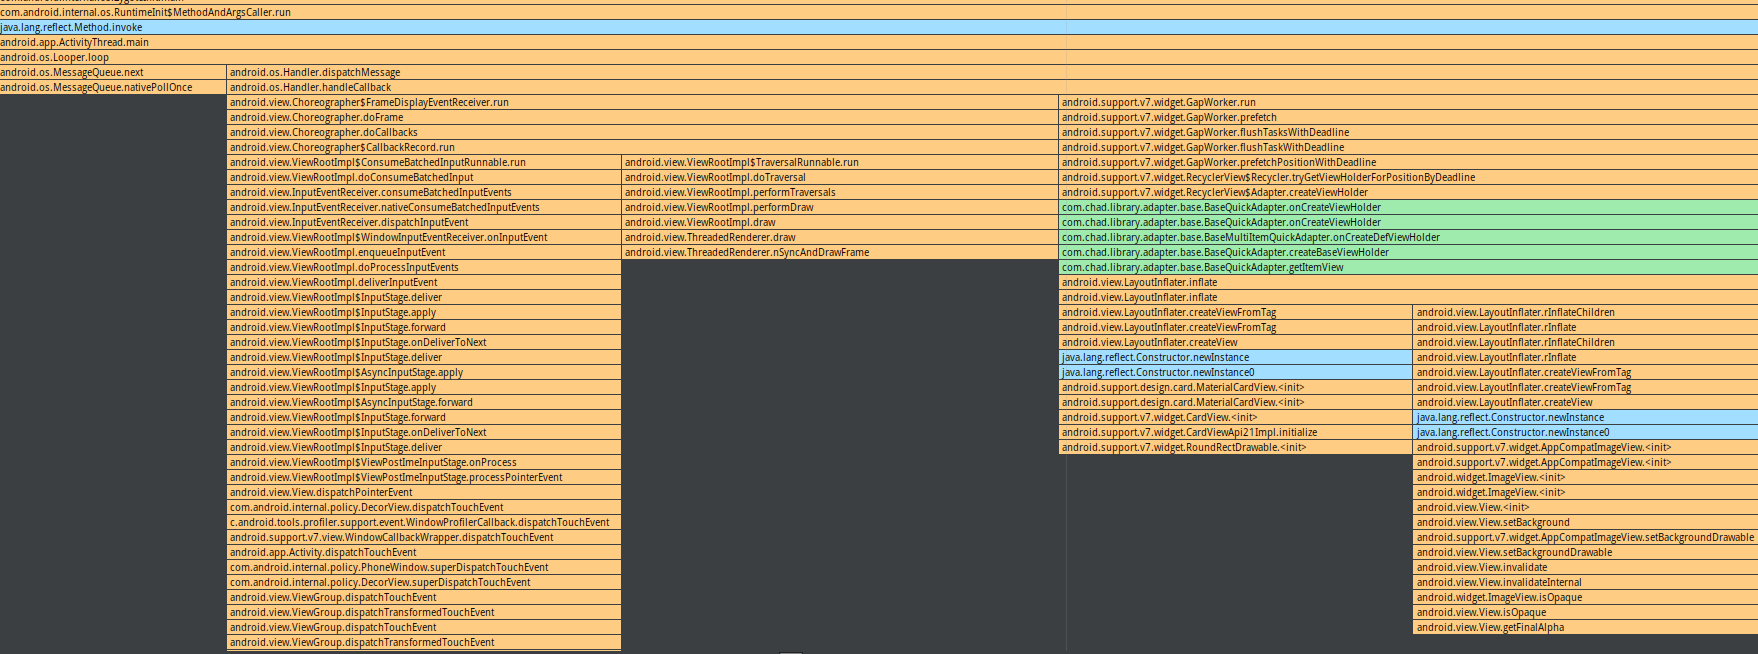 com.android.internal.os.RuntimeInit$MethodAndArgsCaller.run
java.lang.reflect.Method.invoke
android.app.ActivityThread.main
android.os.Looper.loop
android.os.MessageQueue.next android.os.Handler.dispatchMessage
android.os.MessageQueue.nativePollOnce android.os.Handler.handleCallback
android.view.Choreographer$FrameDisplayEventReceiver.run android.support.v7.widget.GapWorker.run
android.view.Choreographer.doFrame android.support.v7.widget.GapWorker.prefetch
android.view.Choreographer.doCallbacks android.support.v7.widget.GapWorker.flushTasksWithDeadline
android.view.Choreographer$CallbackRecord.run android.support.v7.widget.GapWorker.flushTaskWithDeadline
android.view.ViewRootImpl$ConsumeBatchedInputRunnable.run android.view.ViewRootImpl$TraversalRunnable.run android.support.v7.widget.GapWorker.prefetchPositionWithDeadline
android.view.ViewRootImpl.doConsumeBatchedInput android.view.ViewRootImpl.doTraversal android.support.v7.widget.RecyclerView$Recycler.tryGetViewHolderForPositionByDeadline
android.view.InputEventReceiver.consumeBatchedInputEvents android.view.ViewRootImpl.performTraversals android.support.v7.widget.RecyclerView$Adapter.createViewHolder
android.view.InputEventReceiver.nativeConsumeBatchedInputEvents android.view.ViewRootImpl.performDraw com.chad.library.adapter.base.BaseQuickAdapter.onCreateViewHolder
android.view.InputEventReceiver.dispatchInputEvent android.view.ViewRootImpl.draw com.chad.library.adapter.base.BaseQuickAdapter.onCreateViewHolder
android.view.ViewRootImpl$WindowInputEventReceiver.onInputEvent android.view.ThreadedRenderer.draw com.chad.library.adapter.base.BaseMultiItemQuickAdapter.onCreateDefViewHolder
android.view.ViewRootImpl.enqueueInputEvent android.view.ThreadedRenderer.nSyncAndDrawFrame com.chad.library.adapter.base.BaseQuickAdapter.createBaseViewHolder
android.view.ViewRootImpl.doProcessInputEvents com.chad.library.adapter.base.BaseQuickAdapter.getItemView
android.view.ViewRootImpl.deliverInputEvent android.view.LayoutInflater.inflate
android.view.ViewRootImpl$InputStage.deliver android.view.LayoutInflater.inflate
android.view.ViewRootImpl$InputStage.apply android.view.LayoutInflater.createViewFromTag android.view.LayoutInflater.rInflateChildren
android.view.ViewRootImpl$InputStage.forward android.view.LayoutInflater.createViewFromTag android.view.LayoutInflater.rInflate
android.view.ViewRootImpl$InputStage.onDeliverToNext android.view.LayoutInflater.createView android.view.LayoutInflater.rInflateChildren
android.view.ViewRootImpl$InputStage.deliver java.lang.reflect.Constructor.newInstance android.view.LayoutInflater.rInflate
android.view.ViewRootImpl$AsyncInputStage.apply java.lang.reflect.Constructor.newInstance0 android.view.LayoutInflater.createViewFromTag
android.view.ViewRootImpl$InputStage.apply android.support.design.card.MaterialCardView.<init> android.view.LayoutInflater.createViewFromTag
android.view.ViewRootImpl$AsyncInputStage.forward android.support.design.card.MaterialCardView.<init> android.view.LayoutInflater.createView
android.view.ViewRootImpl$InputStage.forward android.support.v7.widget.CardView.<init> java.lang.reflect.Constructor.newInstance
android.view.ViewRootImpl$InputStage.onDeliverToNext android.support.v7.widget.CardViewApi21Impl.initialize java.lang.reflect.Constructor.newInstance0
android.view.ViewRootImpl$InputStage.deliver android.support.v7.widget.RoundRectDrawable.<init> android.support.v7.widget.AppCompatImageView.<init>
android.view.ViewRootImpl$ViewPostImeInputStage.onProcess android.support.v7.widget.AppCompatImageView.<init>
android.view.ViewRootImpl$ViewPostImeInputStage.processPointerEvent android.widget.ImageView.<init>
android.view.View.dispatchPointerEvent android.widget.ImageView.<init>
com.android.internal.policy.DecorView.dispatchTouchEvent android.view.View.<init>
c.android.tools.profiler.support.event.WindowProfilerCallback.dispatchTouchEvent android.view.View.setBackground
android.support.v7.view.WindowCallbackWrapper.dispatchTouchEvent android.support.v7.widget.AppCompatImageView.setBackgroundDrawable
android.app.Activity.dispatchTouchEvent android.view.View.setBackgroundDrawable
com.android.internal.policy.PhoneWindow.superDispatchTouchEvent android.view.View.invalidate
com.android.internal.policy.DecorView.superDispatchTouchEvent android.view.View.invalidateInternal
android.view.ViewGroup.dispatchTouchEvent android.widget.ImageView.isOpaque
android.view.ViewGroup.dispatchTransformedTouchEvent android.view.View.isOpaque
android.view.ViewGroup.dispatchTouchEvent android.view.View.getFinalAlpha
android.view.ViewGroup.dispatchTransformedTouchEvent